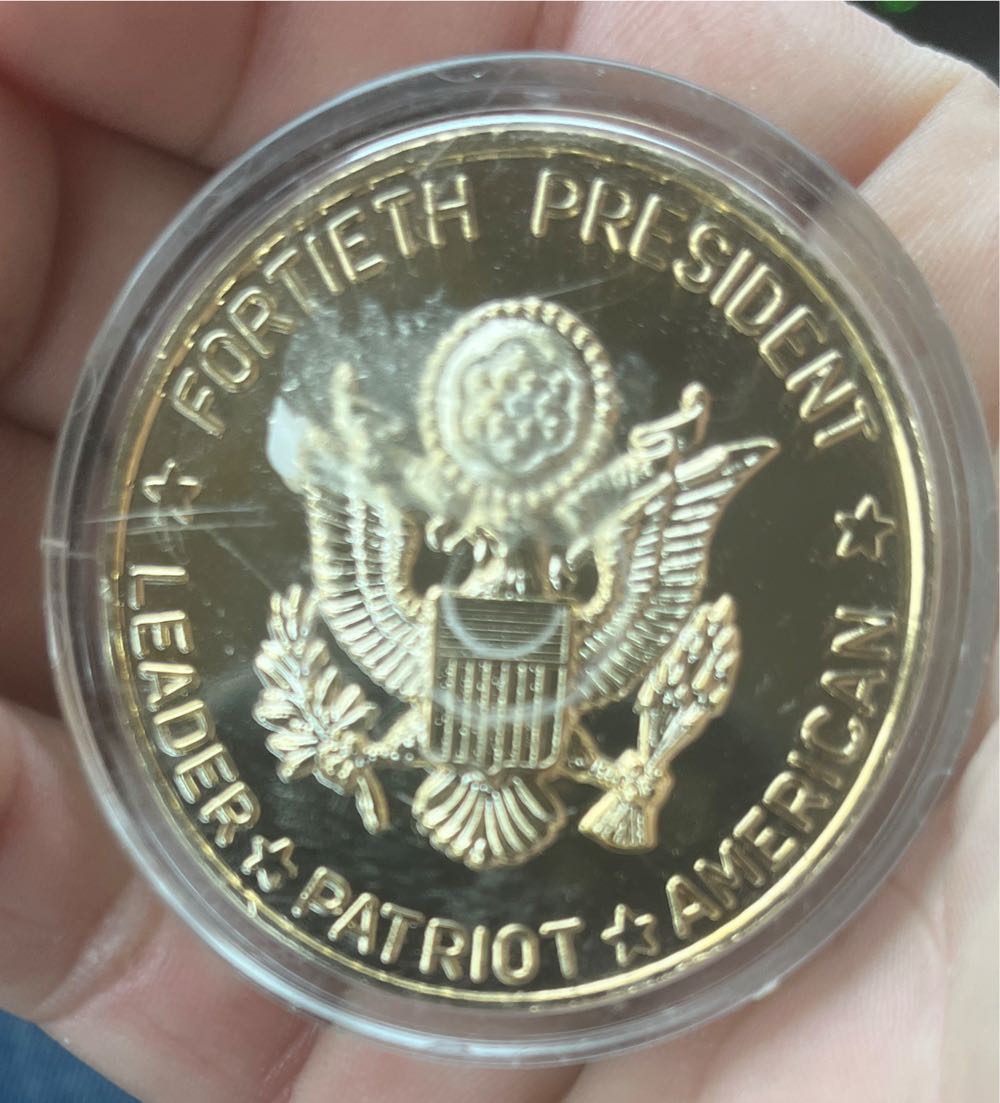 FORTIETH PRESIDENT
LEADER ☆ PATRIOT ☆ AMERICAN